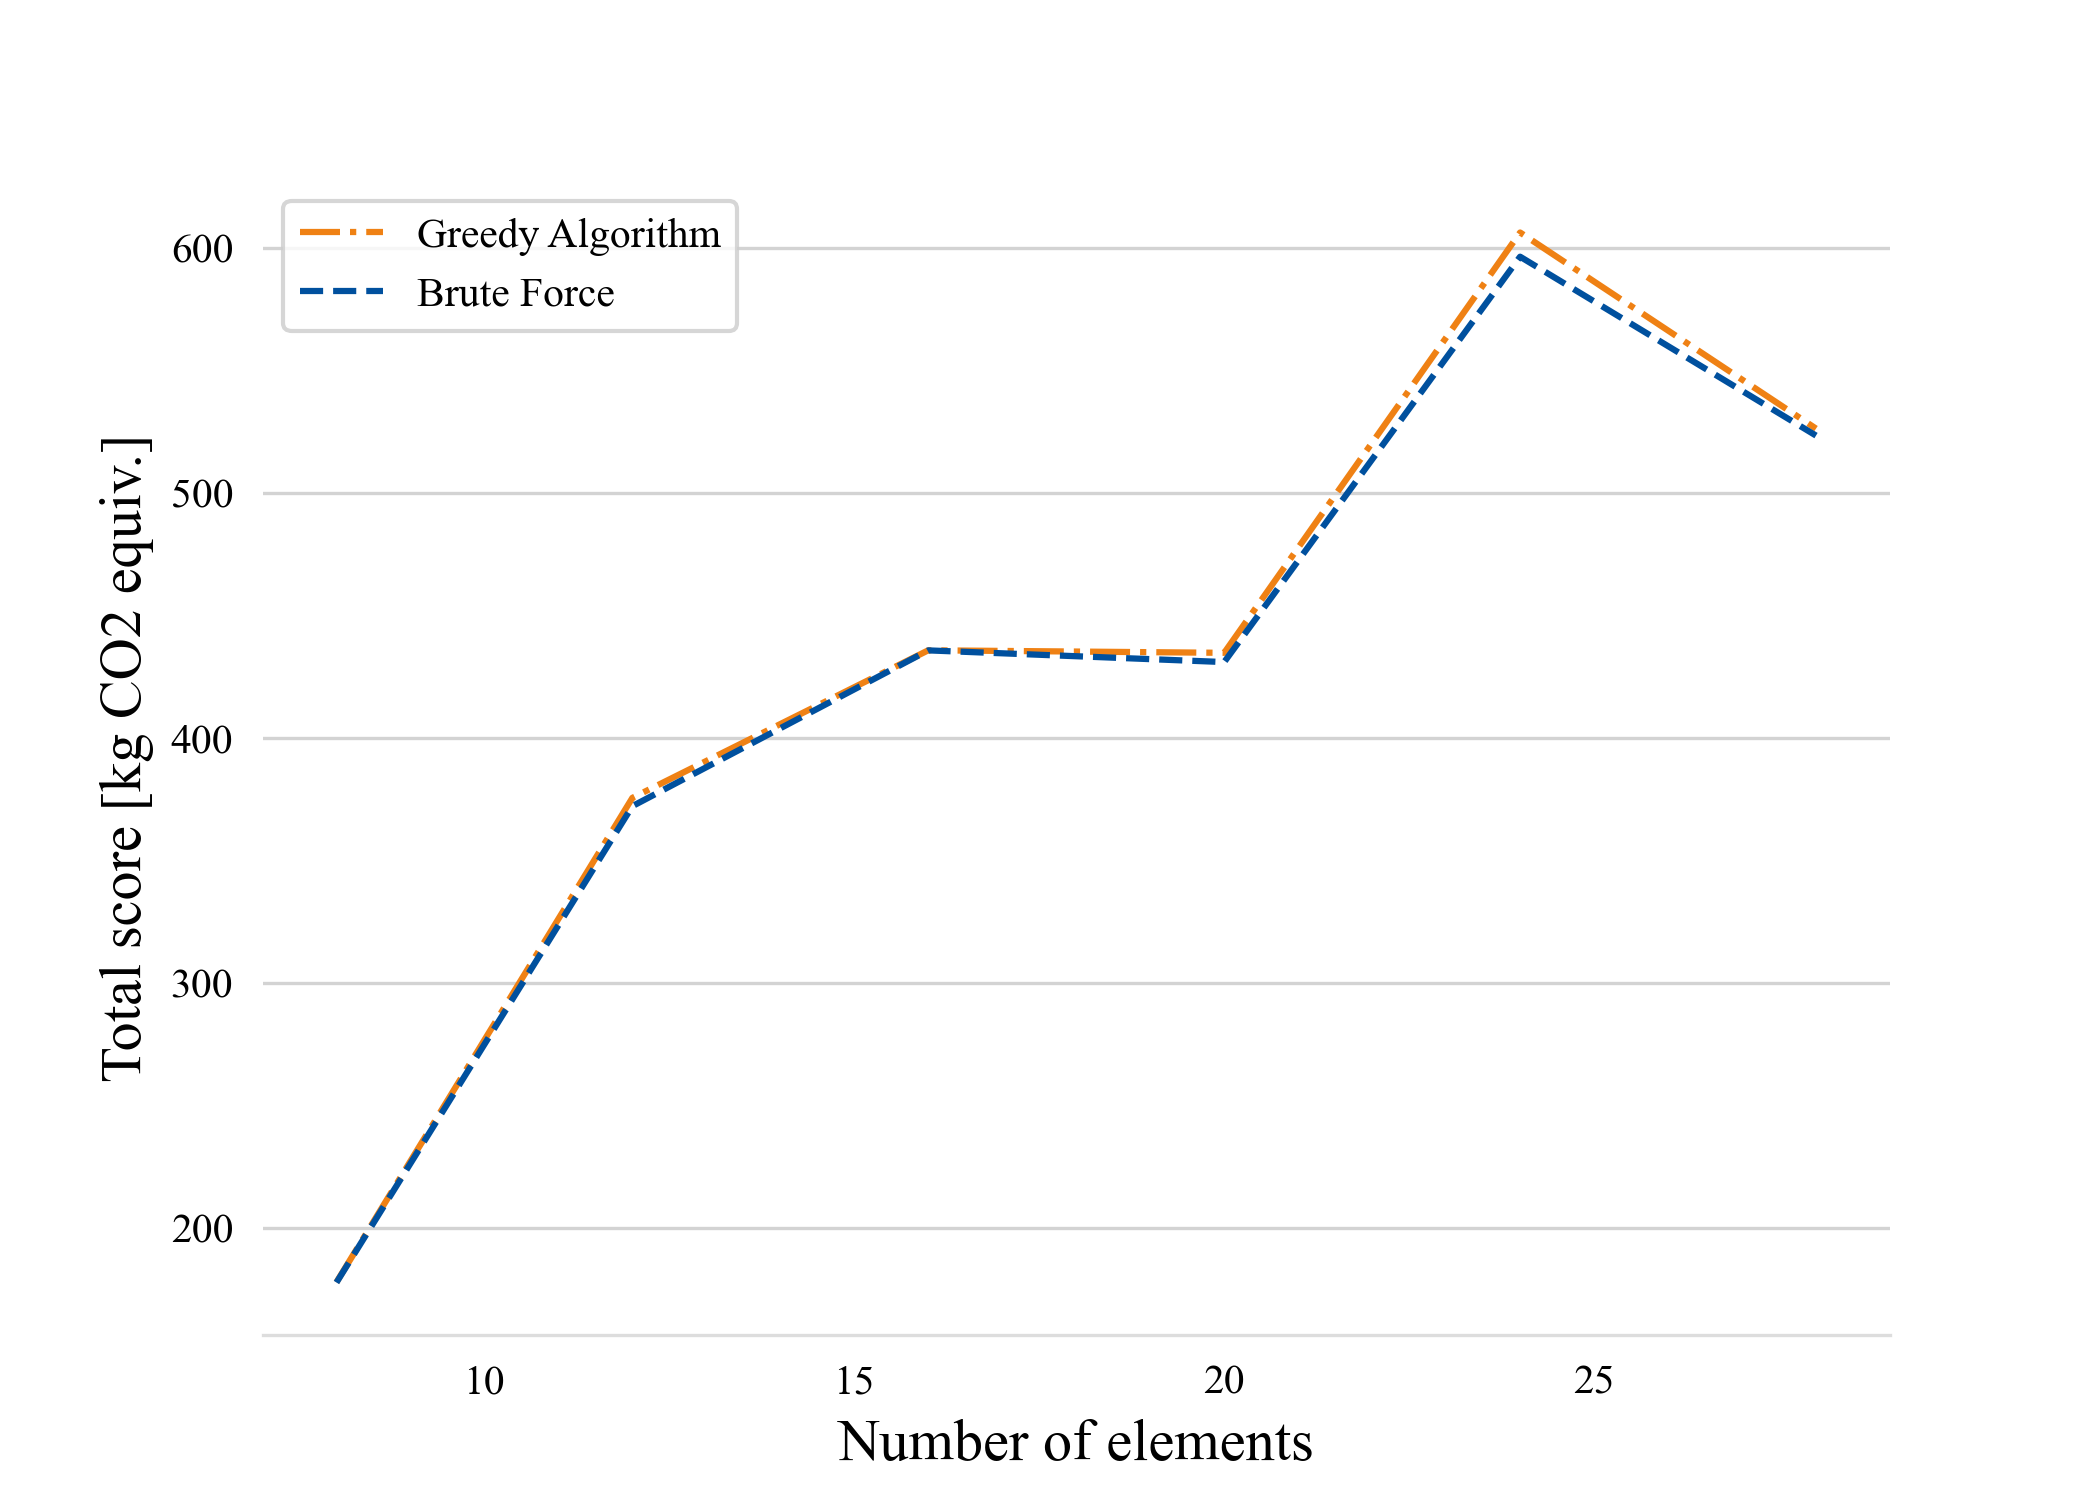 Greedy Algorithm
Brute Force
600
500
400
300
200
Total score [kg CO2 equiv.]
10 15 20 25
Number of elements